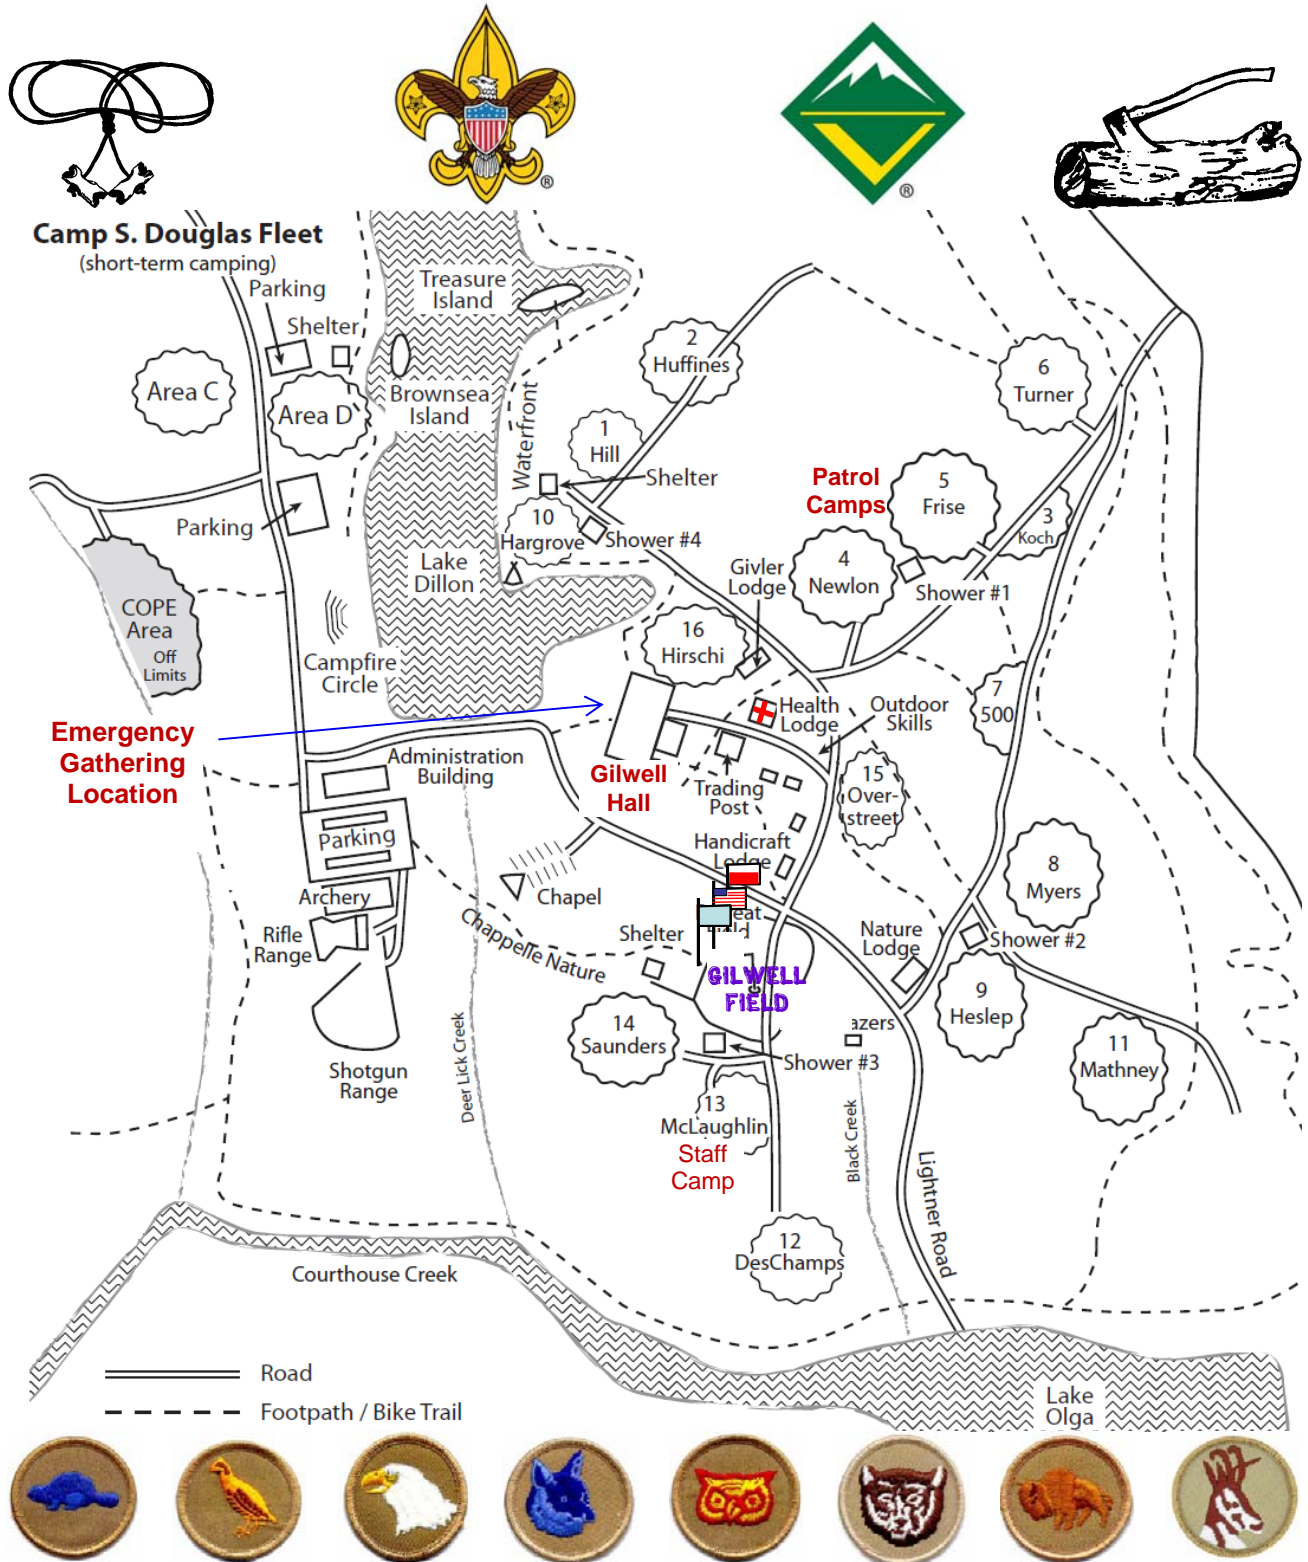 ®
®
Camp S. Douglas Fleet
(short-term camping)
Parking
Shelter
Treasure
Island
Area C
Area D
Brownsea
Island
Waterfront
2
Huffines
6
Turner
1
Hill
Shelter
Patrol
Camps
5
Frise
3
Koch
Parking
10
Hargrove
Shower #4
Lake
Dillon
Givler
Lodge
4
Newlon
Shower #1
COPE
Area
Off
Limits
16
Hirschi
Campfire
Circle
7
500
Health
Lodge
Outdoor
Skills
Emergency
Gathering
Location
Administration
Building
Gilwell
Hall
Trading
Post
15
Over-
street
Parking
Handicraft
Lodge
8
Myers
Archery
Chapel
Rifle
Range
Chappelle Nature
Shelter
eat
Field
Nature
Lodge
Shower #2
GILWELL
FIELD
9
Heslep
14
Saunders
azers
Shower #3
11
Mathney
Shotgun
Range
Deer Lick Creek
13
McLaughlin
Staff
Camp
Black Creek
Lightner Road
12
DesChamps
Courthouse Creek
Road
Footpath / Bike Trail
Lake
Olga